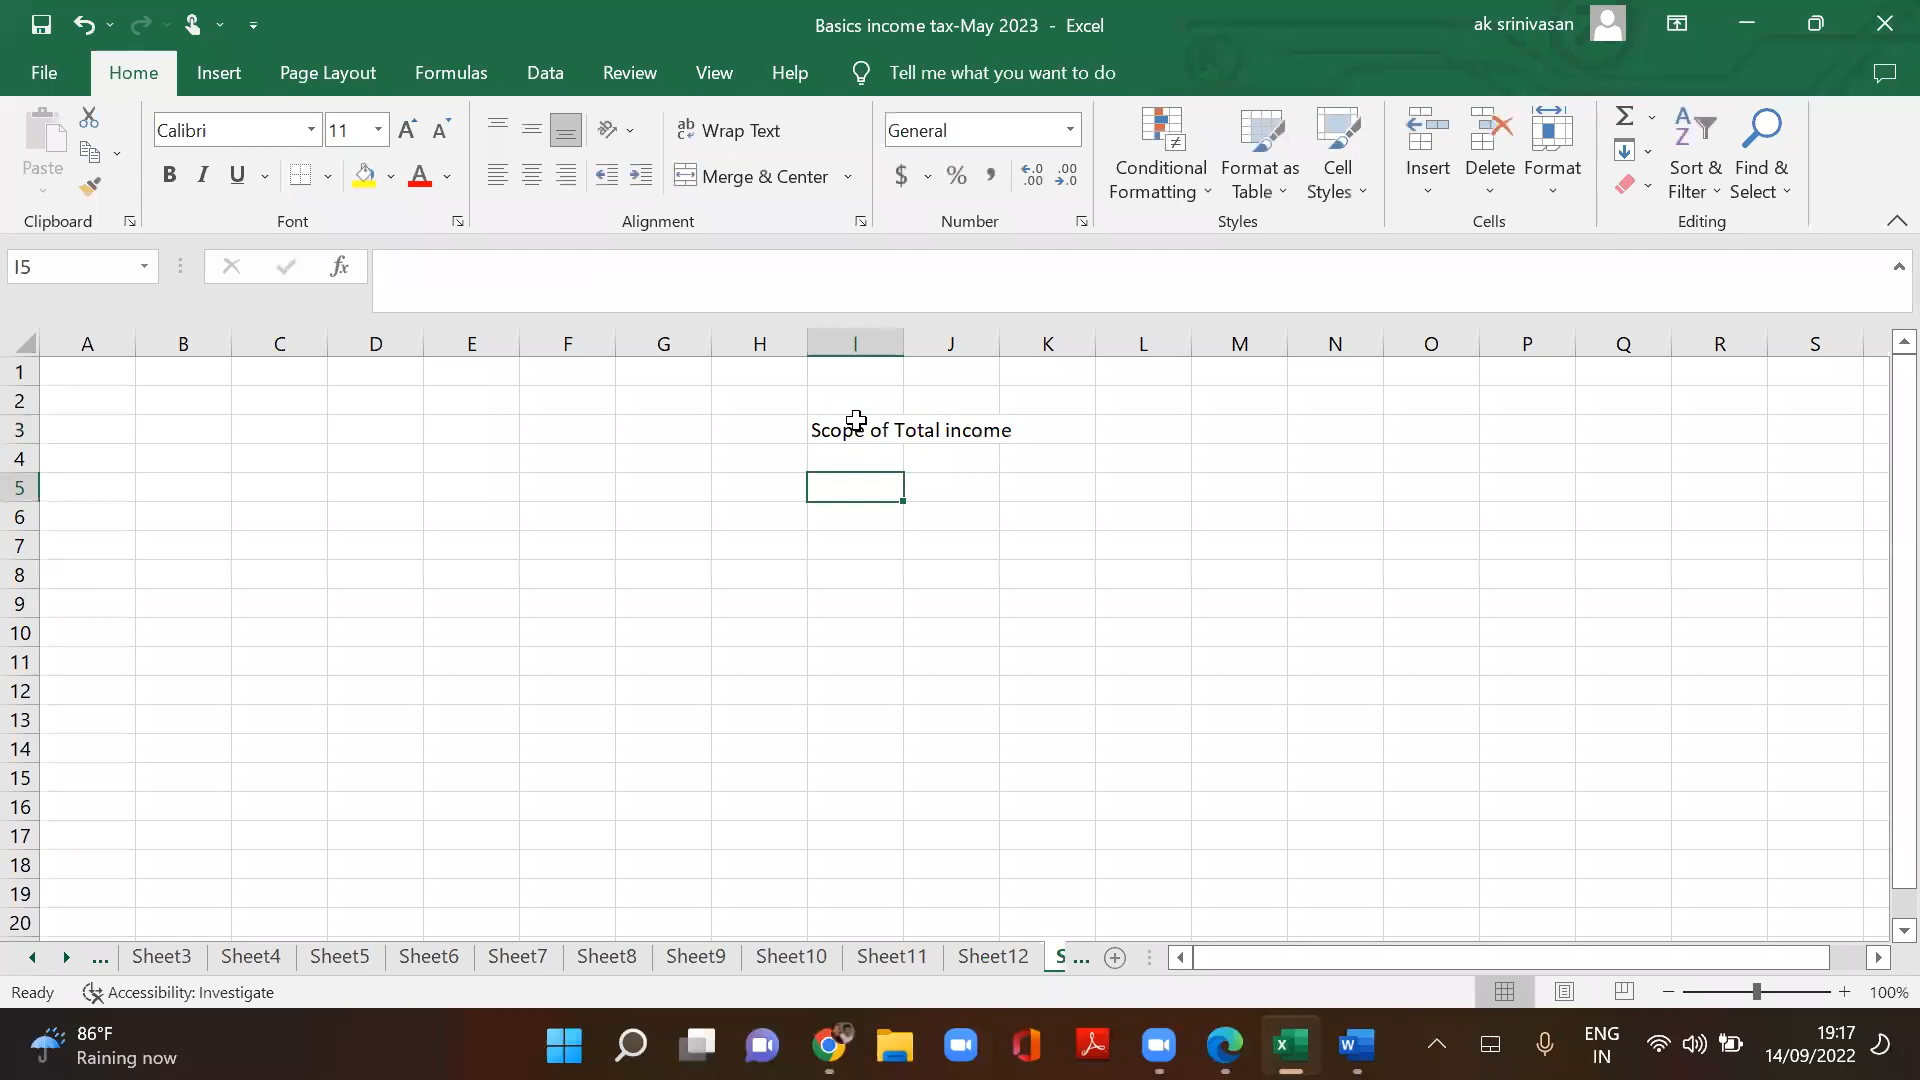 Basics income tax-May 2023 - Excel
ak srinivasan
File Home Insert Page Layout Formulas Data Review View Help Tell me what you want to do
Paste
Calibri 11
ab Wrap Text
General
B I U A
Merge & Center
$ % , .00 .0
Conditional Formatting
Format as Table
Cell Styles
Insert Delete Format
Sort & Filter
Find & Select
Clipboard Font Alignment Number Styles Cells Editing
I5 fx
A B C D E F G H I J K L M N O P Q R S
1
2
3 Scope of Total income
4
5
6
7
8
9
10
11
12
13
14
15
16
17
18
19
20
... Sheet3 Sheet4 Sheet5 Sheet6 Sheet7 Sheet8 Sheet9 Sheet10 Sheet11 Sheet12 S ...
Ready Accessibility: Investigate 100%
86°F
Raining now
ENG
IN
19:17
14/09/2022